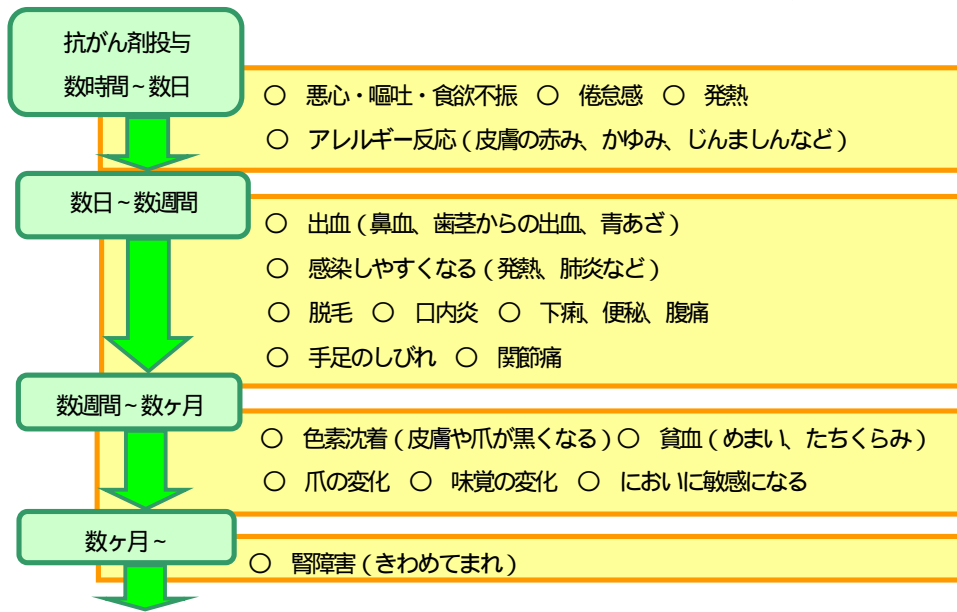 抗がん剤投与
数時間～数日
○ 悪心・嘔吐・食欲不振 ○ 倦怠感 ○ 発熱
○ アレルギー反応（皮膚の赤み、かゆみ、じんましんなど）
数日～数週間
○ 出血（鼻血、歯茎からの出血、青あざ）
○ 感染しやすくなる（発熱、肺炎など）
○ 脱毛 ○ 口内炎 ○ 下痢、便秘、腹痛
○ 手足のしびれ ○ 関節痛
数週間～数ヶ月
○ 色素沈着（皮膚や爪が黒くなる）○ 貧血（めまい、たちくらみ）
○ 爪の変化 ○ 味覚の変化 ○ においに敏感になる
数ヶ月～
○ 腎障害（きわめてまれ）